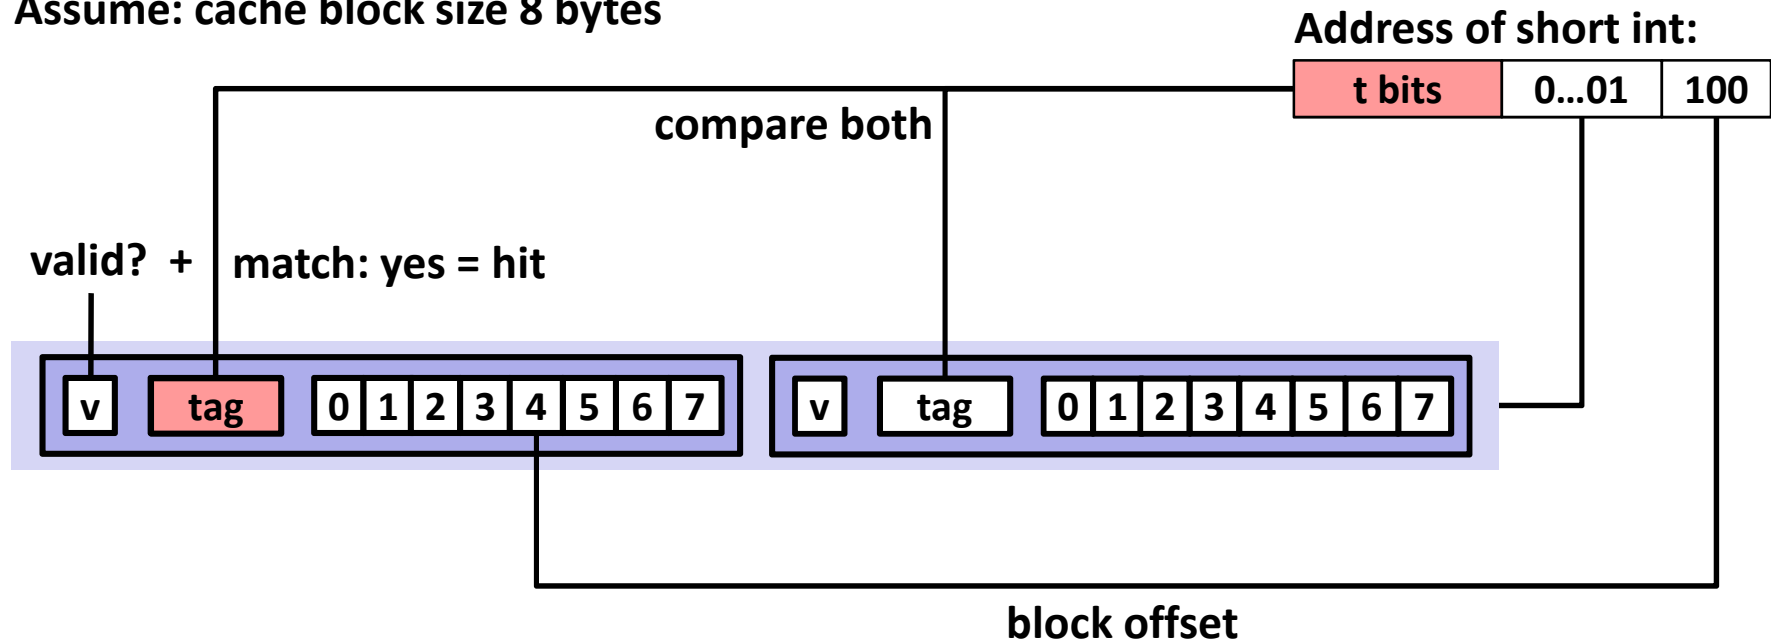 Assume: cache block size 8 bytes
Address of short int:
t bits 0...01 100
compare both
valid? + match: yes = hit
v tag 0 1 2 3 4 5 6 7 v tag 0 1 2 3 4 5 6 7
block offset